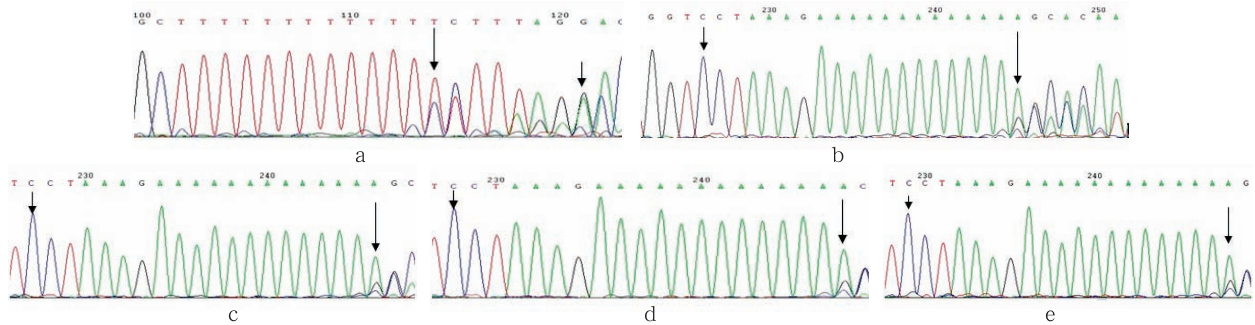 100 110 120
G C T T T T T T T T T T T T T C T T T A G G A C
a
230 240 250
G G T C C T A A A G A A A A A A A A A A A A A G C A C A A
b
230 240
T C C T A A A G A A A A A A A A A A A A A G C
c
230 240
T C C T A A A G A A A A A A A A A A A A A C
d
230 240
T C C T A A A G A A A A A A A A A A A A A G
e